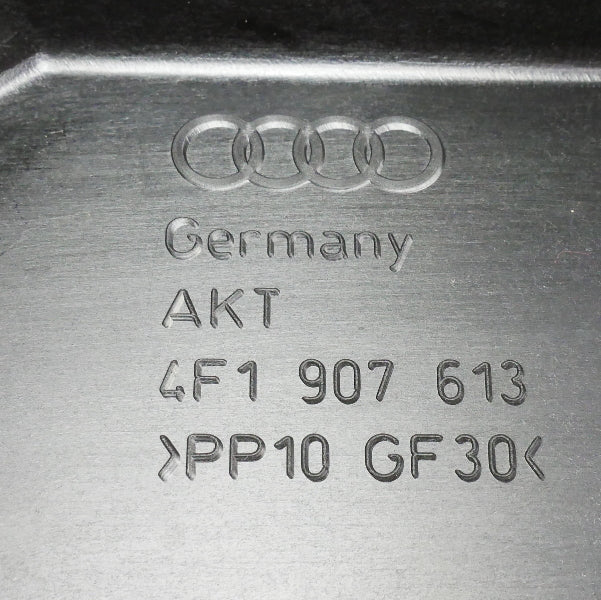 Germany
AKT
4F1 907 613
>PP10 GF30<